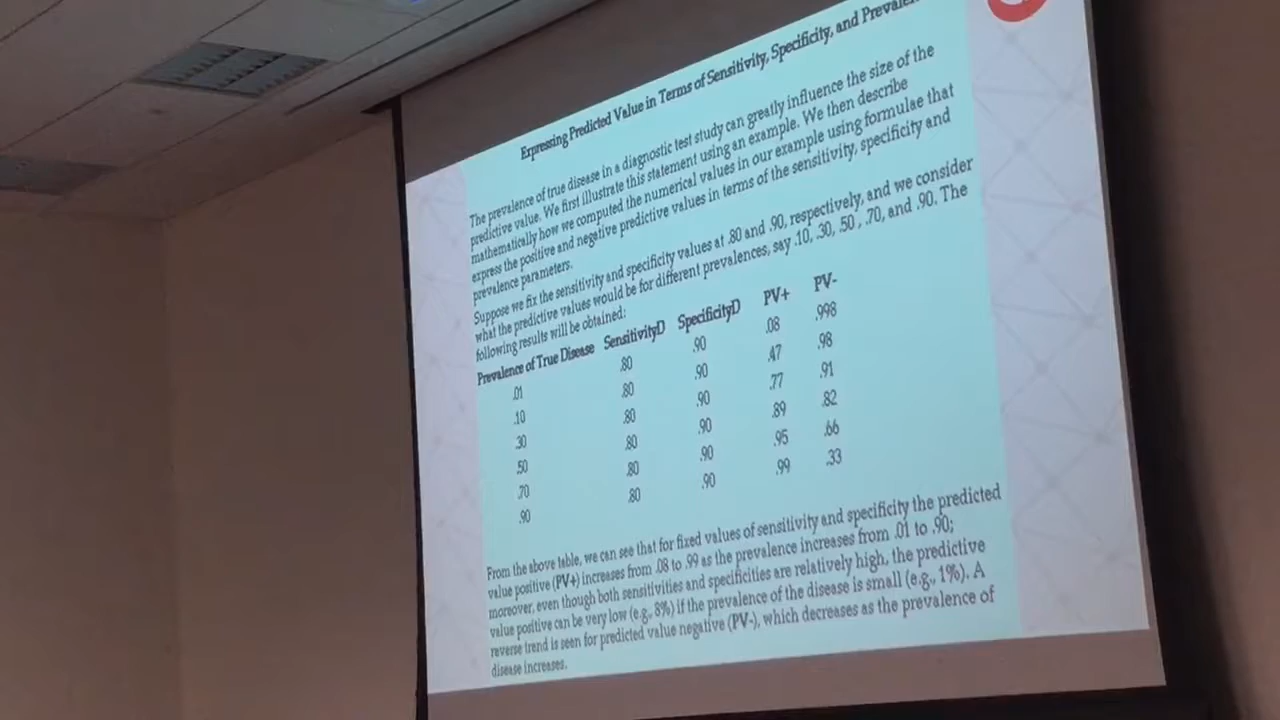 Expressing Predicted Value in Terms of Sensitivity, Specificity, and
The prevalence of true disease in a diagnostic test study can greatly influence the size of the
predictive value. We first illustrate this statement using an example. We then describe
mathematically how we computed the numerical values in our example using formulae that
express the positive and negative predictive values in terms of the sensitivity, specificity and
prevalence parameters.
Suppose we fix the sensitivity and specificity values at .80 and .90, respectively, and we consider
what the predictive values would be for different prevalences, say .10, .30, .50 , .70, and .90. The
following results will be obtained:
Prevalence of True Disease SensitivityD SpecificityD PV+ PV-
.01 .80 .90 .08 .998
.10 .80 .90 .47 .98
.30 .80 .90 .77 .91
.50 .80 .90 .89 .82
.70 .80 .90 .95 .66
.90 .80 .90 .99 .33
From the above table, we can see that for fixed values of sensitivity and specificity the predicted
value positive (PV+) increases from .08 to .99 as the prevalence increases from .01 to .90;
moreover, even though both sensitivities and specificities are relatively high, the predictive
value positive can be very low (e.g., 8%) if the prevalence of the disease is small (e.g., 1%). A
reverse trend is seen for predicted value negative (PV-), which decreases as the prevalence of
disease increases.